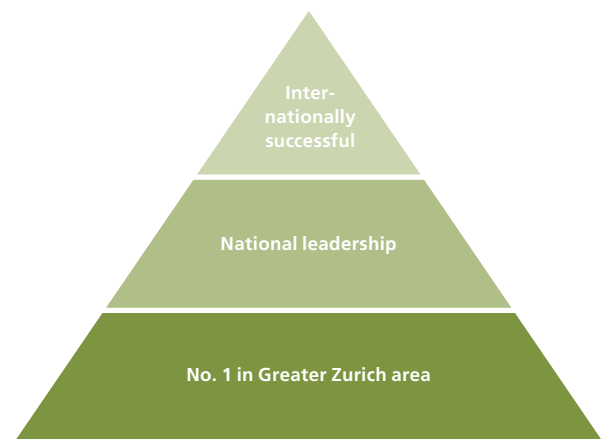 Inter-
nationally
successful
National leadership
No. 1 in Greater Zurich area